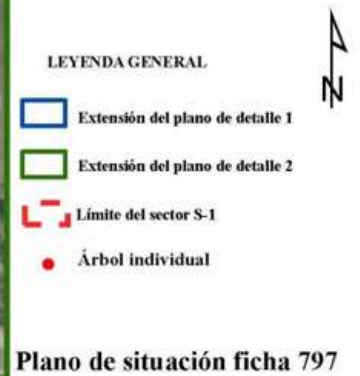 N
LEYENDA GENERAL
Extensión del plano de detalle 1
Extensión del plano de detalle 2
Límite del sector S-1
Árbol individual
Plano de situación ficha 797